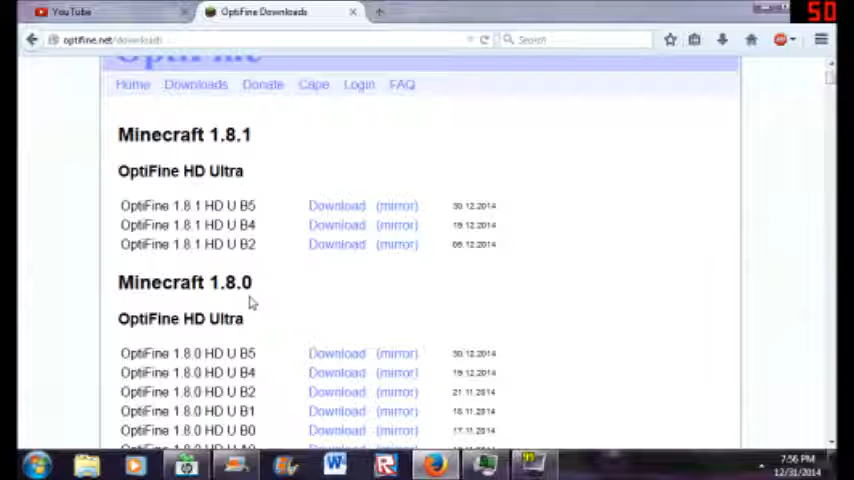 YouTube
OptiFine Downloads
50
optifine.net/downloads
Search
OptiFine
Home Downloads Donate Cape Login FAQ
Minecraft 1.8.1
OptiFine HD Ultra
OptiFine 1.8.1 HD U B5 Download (mirror) 30.12.2014
OptiFine 1.8.1 HD U B4 Download (mirror) 19.12.2014
OptiFine 1.8.1 HD U B2 Download (mirror)
Minecraft 1.8.0
OptiFine HD Ultra
OptiFine 1.8.0 HD U B5 Download (mirror) 30.12.2014
OptiFine 1.8.0 HD U B4 Download (mirror) 19.12.2014
OptiFine 1.8.0 HD U B2 Download (mirror) 21.11.2014
OptiFine 1.8.0 HD U B1 Download (mirror)
OptiFine 1.8.0 HD U B0 Download (mirror) 17.11.2014
7:56 PM
12/31/2014